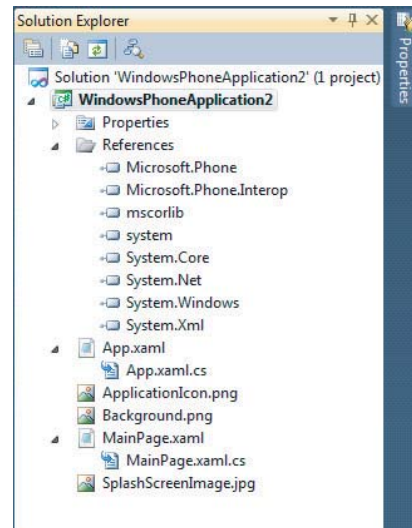 Solution Explorer
Solution 'WindowsPhoneApplication2' (1 project)
WindowsPhoneApplication2
Properties
References
Microsoft.Phone
Microsoft.Phone.Interop
mscorlib
system
System.Core
System.Net
System.Windows
System.Xml
App.xaml
App.xaml.cs
ApplicationIcon.png
Background.png
MainPage.xaml
MainPage.xaml.cs
SplashScreenImage.jpg
Properties